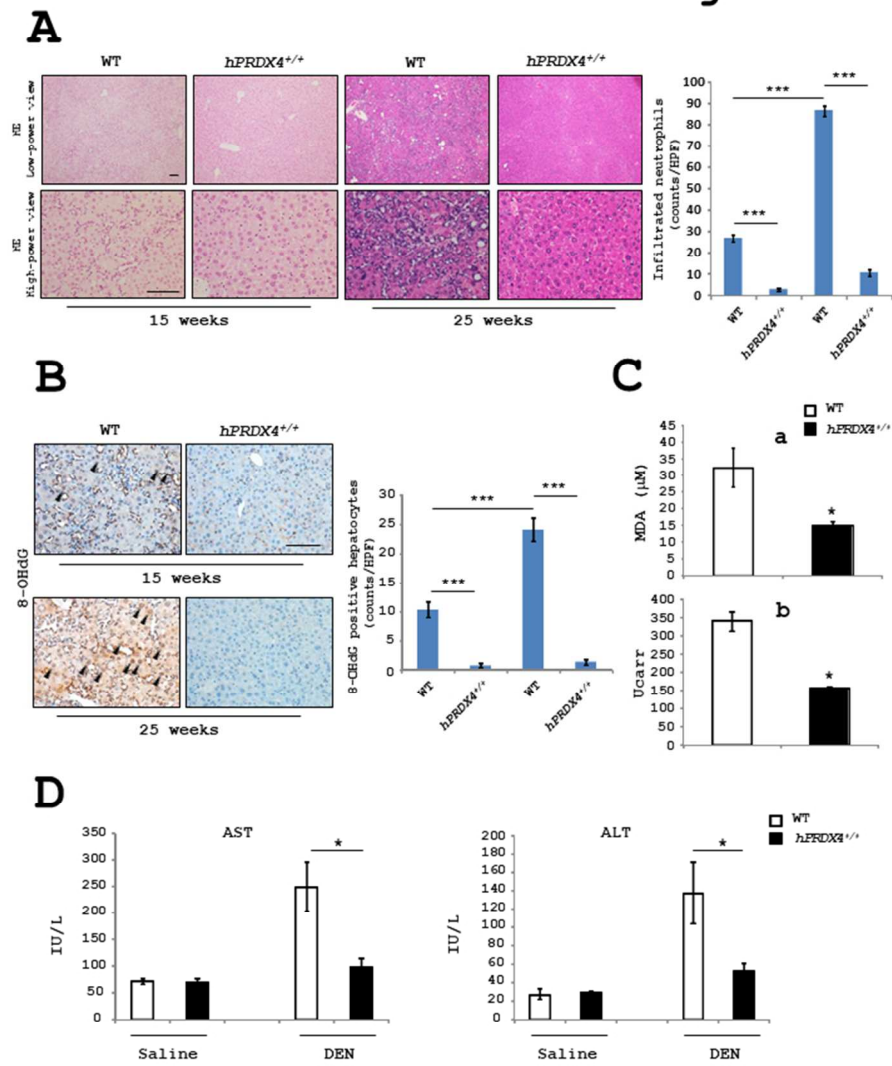 A
WT hPRDX4+/+ WT hPRDX4+/+
HE
Low-power view
HE
High-power view
15 weeks 25 weeks
Infiltrated neutrophils
(counts/HPF)
100
90
80
70
60
50
40
30
20
10
0
*** *** ***
WT hPRDX4+/+ WT hPRDX4+/+
B
WT hPRDX4+/+
8-OHdG
15 weeks
25 weeks
8-OHdG positive hepatocytes
(counts/HPF)
30
25
20
15
10
5
0
*** *** ***
WT hPRDX4+/+ WT hPRDX4+/+
C
WT
hPRDX4+/+
a
MDA (μM)
45
40
35
30
25
20
15
10
5
0
*
b
Ucarr
400
350
300
250
200
150
100
50
0
*
D
AST
IU/L
350
300
250
200
150
100
50
0
*
Saline DEN
ALT
IU/L
200
180
160
140
120
100
80
60
40
20
0
*
Saline DEN
WT
hPRDX4+/+